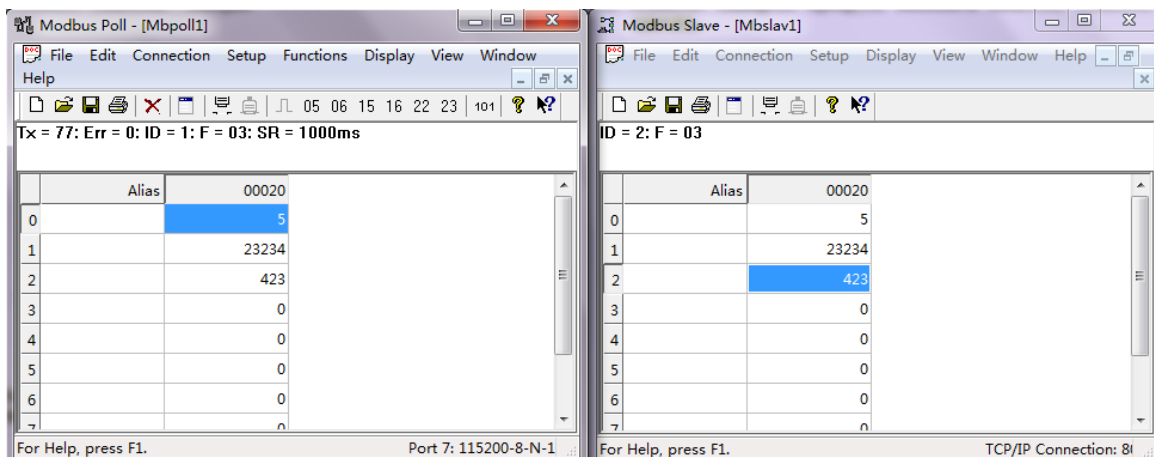 Modbus Poll - [Mbpoll1]
File Edit Connection Setup Functions Display View Window
Help
05 06 15 16 22 23 101
Tx = 77: Err = 0: ID = 1: F = 03: SR = 1000ms
Alias 00020
0 5
1 23234
2 423
3 0
4 0
5 0
6 0
7 0
For Help, press F1. Port 7: 115200-8-N-1
Modbus Slave - [Mbslav1]
File Edit Connection Setup Display View Window Help
ID = 2: F = 03
Alias 00020
0 5
1 23234
2 423
3 0
4 0
5 0
6 0
7 0
For Help, press F1. TCP/IP Connection: